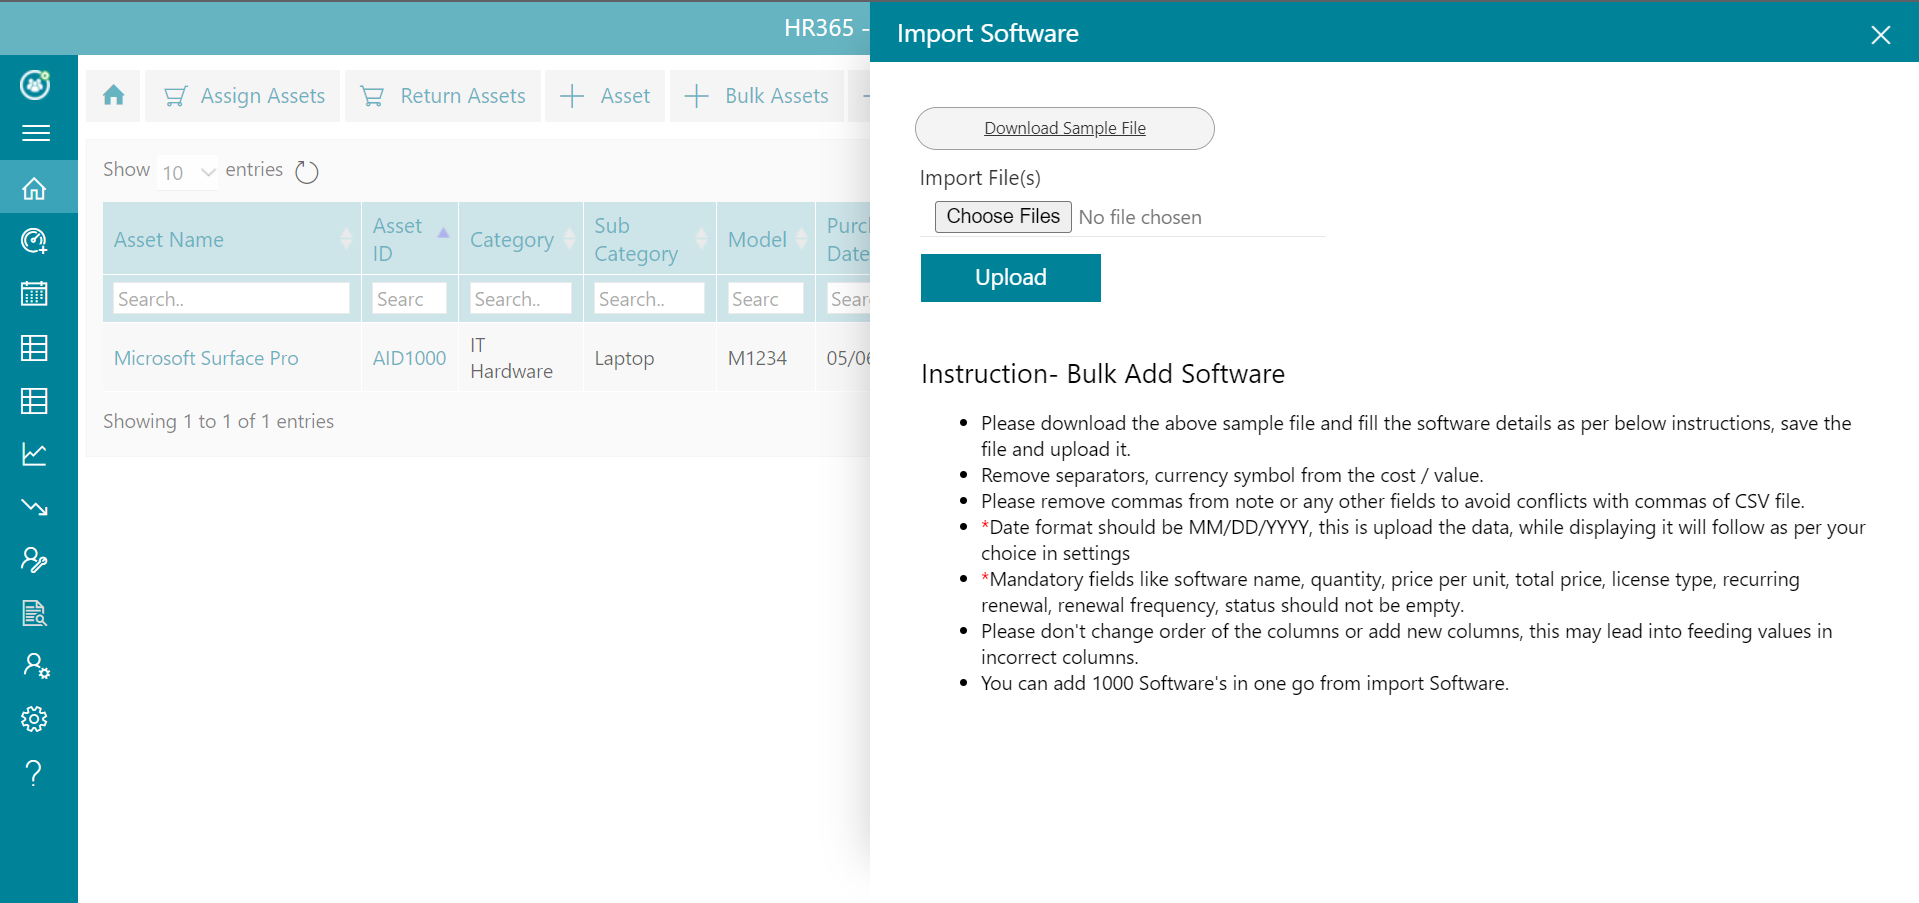 HR365 -
Import Software
Assign Assets
Return Assets
Asset
Bulk Assets
Download Sample File
Show 10 entries
Import File(s)
Choose Files No file chosen
Upload
Asset Name
Asset ID
Category
Sub Category
Model
Purch
Date
Search..
Searc
Search..
Search..
Searc
Sear
Microsoft Surface Pro
AID1000
IT Hardware
Laptop
M1234
05/06
Showing 1 to 1 of 1 entries
Instruction- Bulk Add Software
Please download the above sample file and fill the software details as per below instructions, save the
file and upload it.
Remove separators, currency symbol from the cost / value.
Please remove commas from note or any other fields to avoid conflicts with commas of CSV file.
*Date format should be MM/DD/YYYY, this is upload the data, while displaying it will follow as per your
choice in settings
*Mandatory fields like software name, quantity, price per unit, total price, license type, recurring
renewal, renewal frequency, status should not be empty.
Please don't change order of the columns or add new columns, this may lead into feeding values in
incorrect columns.
You can add 1000 Software's in one go from import Software.